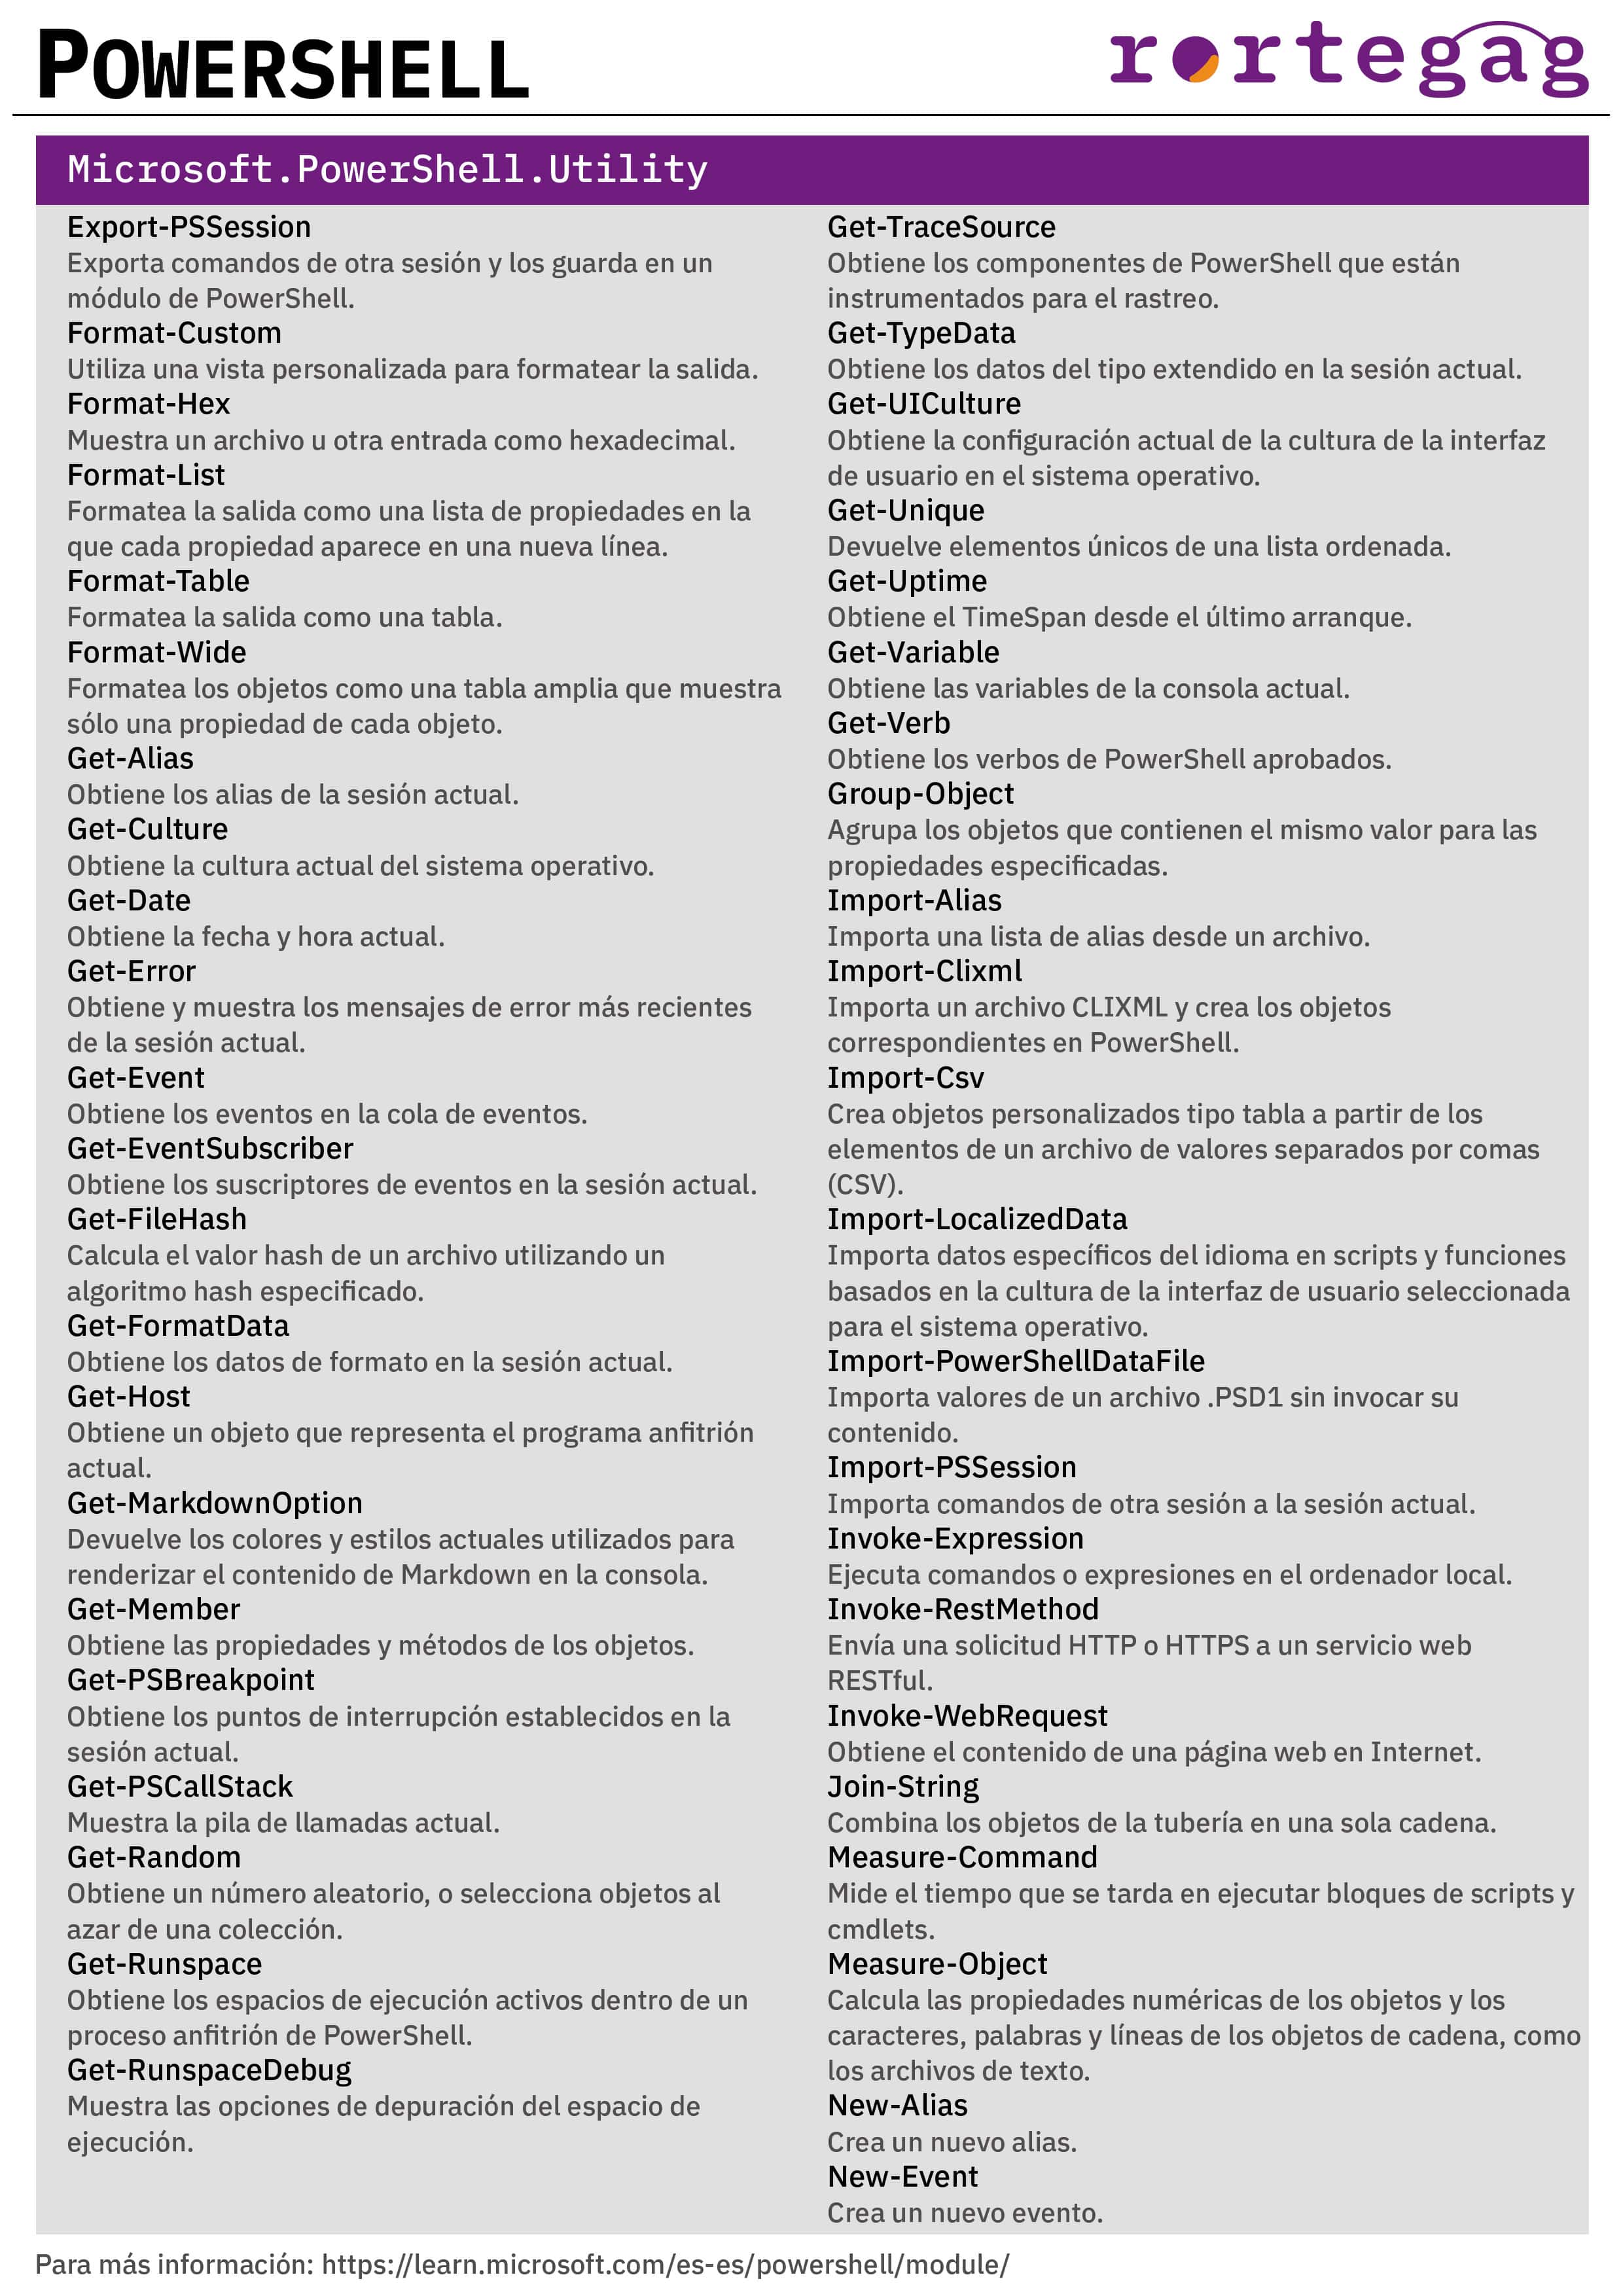 POWERSHELL
rortegag
Microsoft.PowerShell.Utility
Export-PSSession
Exporta comandos de otra sesión y los guarda en un
módulo de PowerShell.
Format-Custom
Utiliza una vista personalizada para formatear la salida.
Format-Hex
Muestra un archivo u otra entrada como hexadecimal.
Format-List
Formatea la salida como una lista de propiedades en la
que cada propiedad aparece en una nueva línea.
Format-Table
Formatea la salida como una tabla.
Format-Wide
Formatea los objetos como una tabla amplia que muestra
sólo una propiedad de cada objeto.
Get-Alias
Obtiene los alias de la sesión actual.
Get-Culture
Obtiene la cultura actual del sistema operativo.
Get-Date
Obtiene la fecha y hora actual.
Get-Error
Obtiene y muestra los mensajes de error más recientes
de la sesión actual.
Get-Event
Obtiene los eventos en la cola de eventos.
Get-EventSubscriber
Obtiene los suscriptores de eventos en la sesión actual.
Get-FileHash
Calcula el valor hash de un archivo utilizando un
algoritmo hash especificado.
Get-FormatData
Obtiene los datos de formato en la sesión actual.
Get-Host
Obtiene un objeto que representa el programa anfitrión
actual.
Get-MarkdownOption
Devuelve los colores y estilos actuales utilizados para
renderizar el contenido de Markdown en la consola.
Get-Member
Obtiene las propiedades y métodos de los objetos.
Get-PSBreakpoint
Obtiene los puntos de interrupción establecidos en la
sesión actual.
Get-PSCallStack
Muestra la pila de llamadas actual.
Get-Random
Obtiene un número aleatorio, o selecciona objetos al
azar de una colección.
Get-Runspace
Obtiene los espacios de ejecución activos dentro de un
proceso anfitrión de PowerShell.
Get-RunspaceDebug
Muestra las opciones de depuración del espacio de
ejecución.
Get-TraceSource
Obtiene los componentes de PowerShell que están
instrumentados para el rastreo.
Get-TypeData
Obtiene los datos del tipo extendido en la sesión actual.
Get-UICulture
Obtiene la configuración actual de la cultura de la interfaz
de usuario en el sistema operativo.
Get-Unique
Devuelve elementos únicos de una lista ordenada.
Get-Uptime
Obtiene el TimeSpan desde el último arranque.
Get-Variable
Obtiene las variables de la consola actual.
Get-Verb
Obtiene los verbos de PowerShell aprobados.
Group-Object
Agrupa los objetos que contienen el mismo valor para las
propiedades especificadas.
Import-Alias
Importa una lista de alias desde un archivo.
Import-Clixml
Importa un archivo CLIXML y crea los objetos
correspondientes en PowerShell.
Import-Csv
Crea objetos personalizados tipo tabla a partir de los
elementos de un archivo de valores separados por comas
(CSV).
Import-LocalizedData
Importa datos específicos del idioma en scripts y funciones
basados en la cultura de la interfaz de usuario seleccionada
para el sistema operativo.
Import-PowerShellDataFile
Importa valores de un archivo .PSD1 sin invocar su
contenido.
Import-PSSession
Importa comandos de otra sesión a la sesión actual.
Invoke-Expression
Ejecuta comandos o expresiones en el ordenador local.
Invoke-RestMethod
Envía una solicitud HTTP o HTTPS a un servicio web
RESTful.
Invoke-WebRequest
Obtiene el contenido de una página web en Internet.
Join-String
Combina los objetos de la tubería en una sola cadena.
Measure-Command
Mide el tiempo que se tarda en ejecutar bloques de scripts y
cmdlets.
Measure-Object
Calcula las propiedades numéricas de los objetos y los
caracteres, palabras y líneas de los objetos de cadena, como
los archivos de texto.
New-Alias
Crea un nuevo alias.
New-Event
Crea un nuevo evento.
Para más información: https://learn.microsoft.com/es-es/powershell/module/